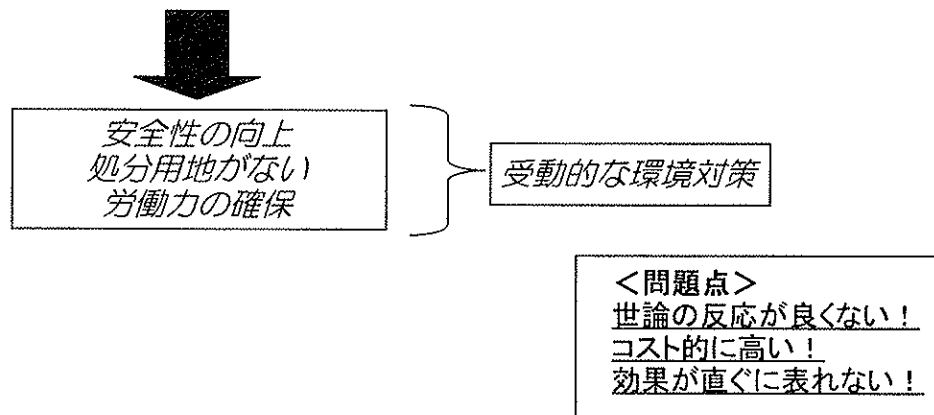 安全性の向上
処分用地がない
労働力の確保
受動的な環境対策
＜問題点＞
世論の反応が良くない！
コスト的に高い！
効果が直ぐに表れない！